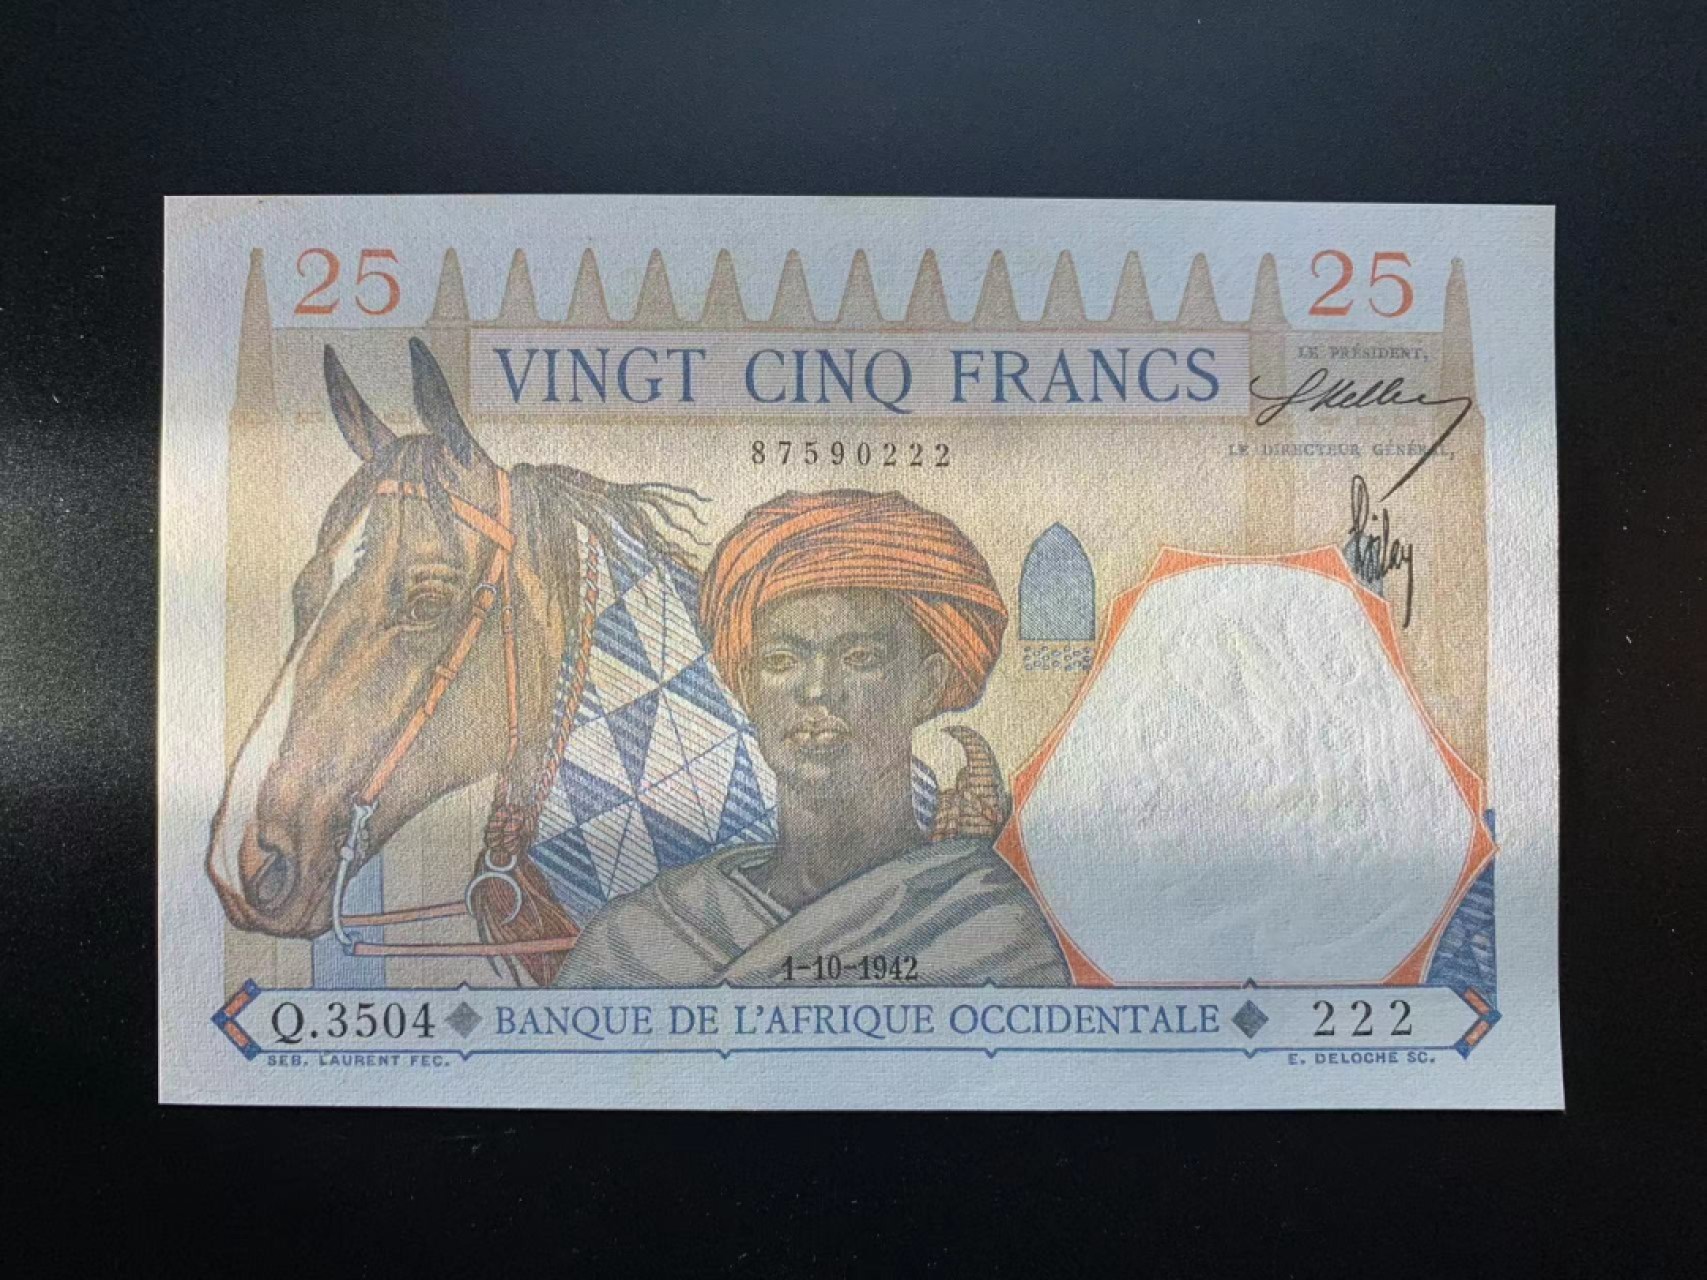 25
25
VINGT CINQ FRANCS
LE PRÉSIDENT,
87590222
LE DIRECTEUR GÉNÉRAL,
1-10-1942
Q.3504 BANQUE DE L'AFRIQUE OCCIDENTALE 222
SEB. LAURENT FEC.
E. DELOCHE SC.